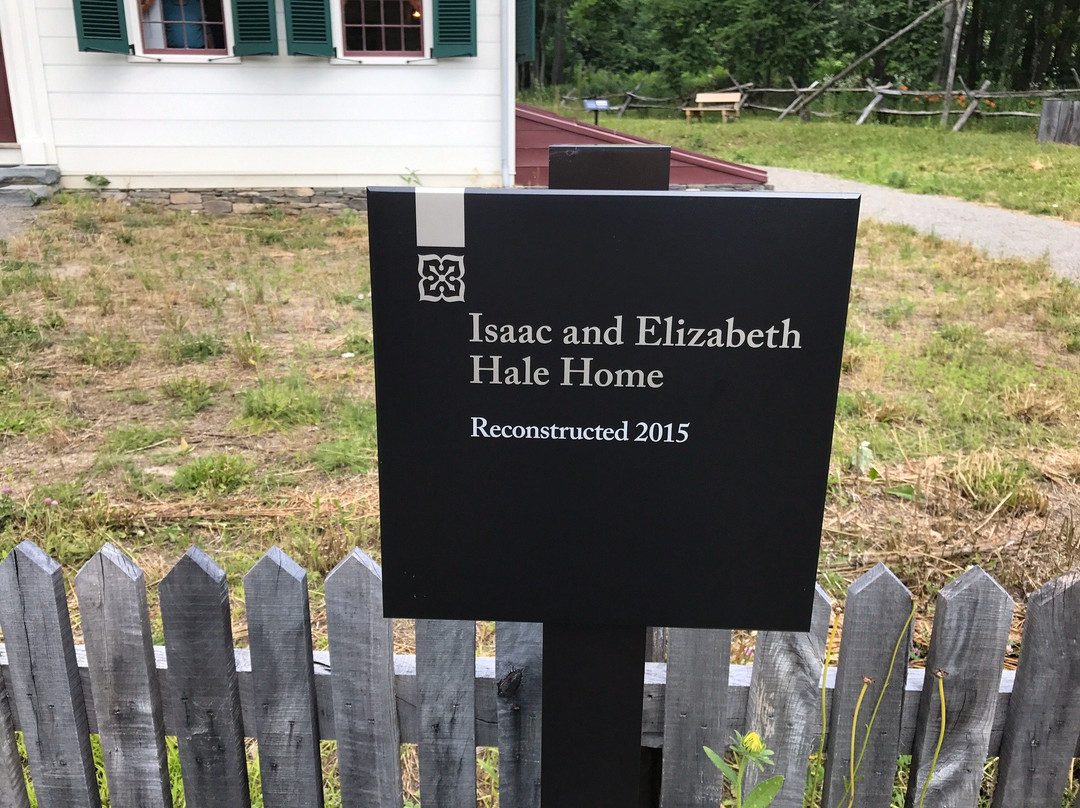 Isaac and Elizabeth
Hale Home
Reconstructed 2015